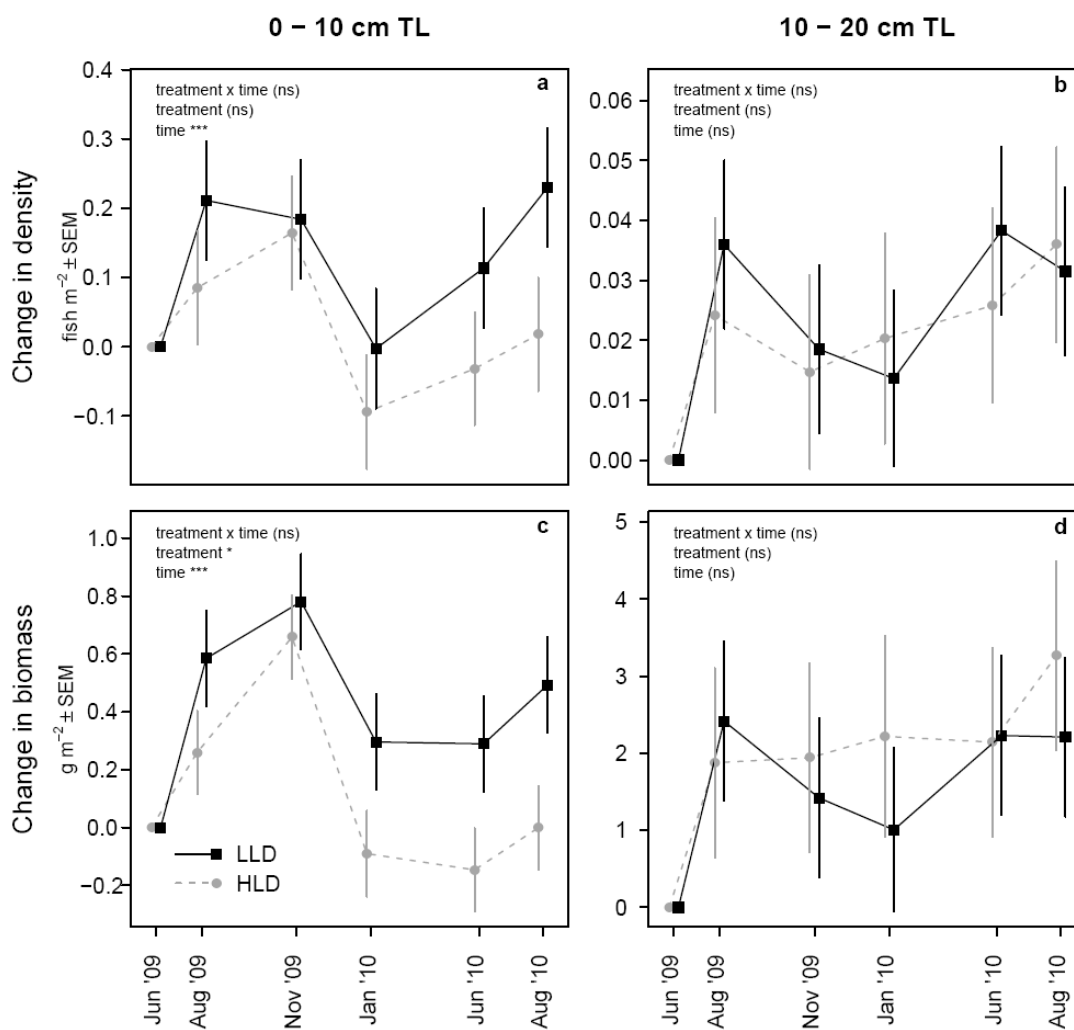 0 – 10 cm TL
10 – 20 cm TL
Change in density
fish m⁻² ± SEM
0.4
0.3
0.2
0.1
0.0
−0.1
treatment x time (ns)
treatment (ns)
time ***
a
0.06
0.05
0.04
0.03
0.02
0.01
0.00
treatment x time (ns)
treatment (ns)
time (ns)
b
Change in biomass
g m⁻² ± SEM
1.0
0.8
0.6
0.4
0.2
0.0
−0.2
treatment x time (ns)
treatment *
time ***
c
LLD
HLD
5
4
3
2
1
0
treatment x time (ns)
treatment (ns)
time (ns)
d
Jun '09
Aug '09
Nov '09
Jan '10
Jun '10
Aug '10
Jun '09
Aug '09
Nov '09
Jan '10
Jun '10
Aug '10